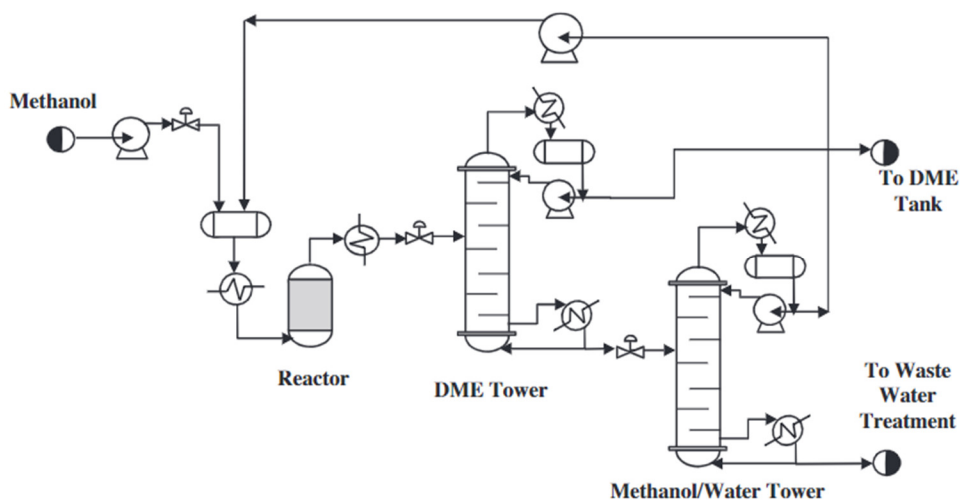 Methanol
To DME
Tank
Reactor
DME Tower
To Waste
Water
Treatment
Methanol/Water Tower